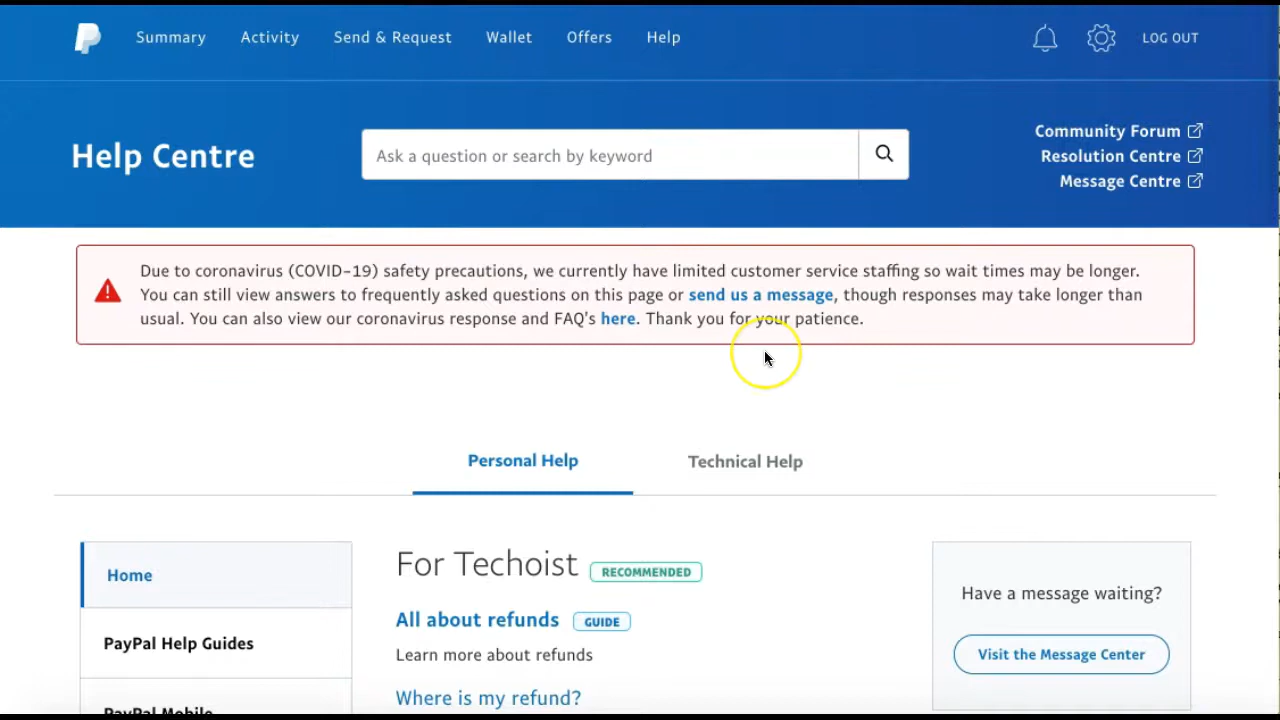 Summary Activity Send & Request Wallet Offers Help LOG OUT
Help Centre
Ask a question or search by keyword
Community Forum
Resolution Centre
Message Centre
Due to coronavirus (COVID-19) safety precautions, we currently have limited customer service staffing so wait times may be longer.
You can still view answers to frequently asked questions on this page or send us a message, though responses may take longer than
usual. You can also view our coronavirus response and FAQ's here. Thank you for your patience.
Personal Help Technical Help
Home
PayPal Help Guides
PayPal Mobile
For Techoist RECOMMENDED
All about refunds GUIDE
Learn more about refunds
Where is my refund?
Have a message waiting?
Visit the Message Center